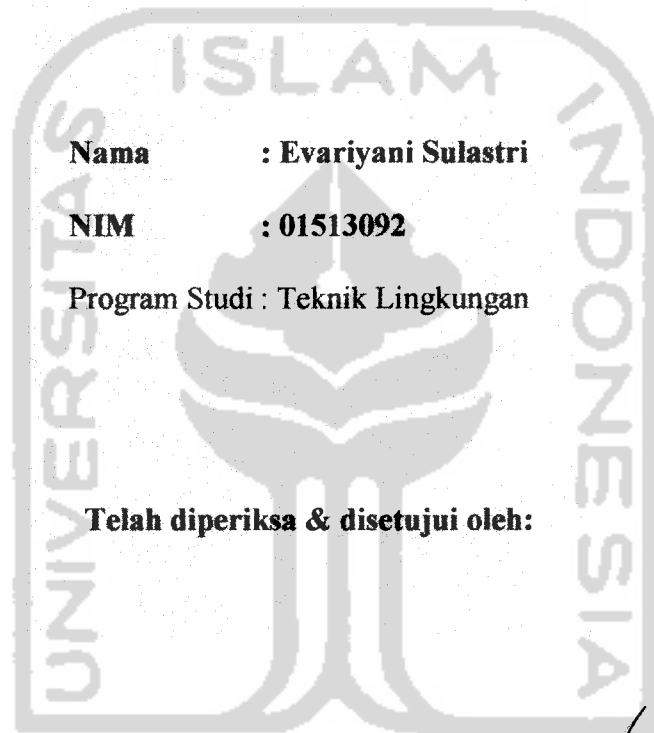 ISLAM
UNIVERSITAS
INDONESIA
Nama : Evariyani Sulastri
NIM : 01513092
Program Studi : Teknik Lingkungan
Telah diperiksa & disetujui oleh: